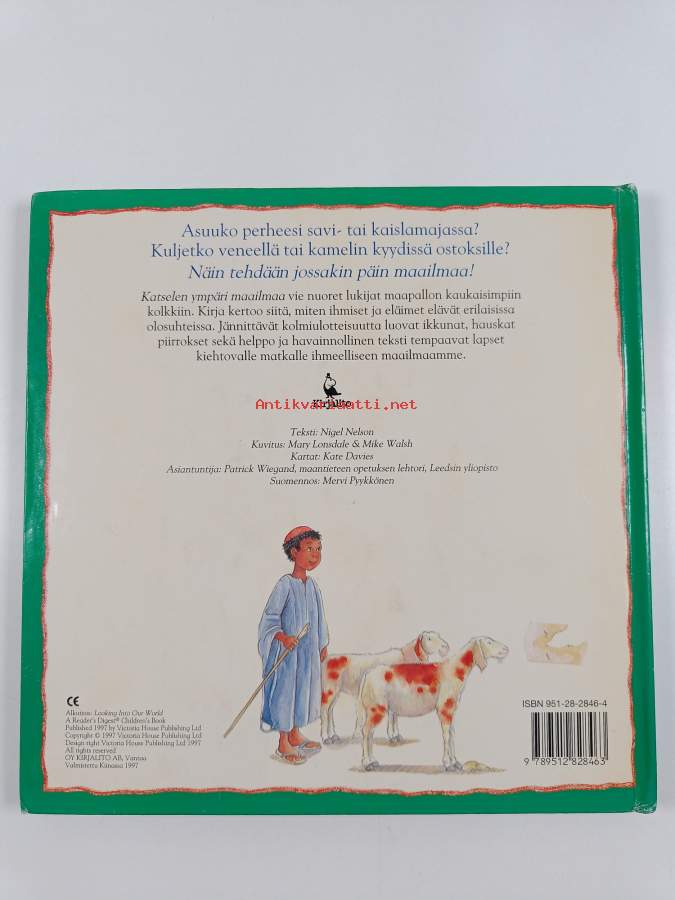 Asuuko perheesi savi- tai kaislamajassa?
Kuljetko veneellä tai kamelin kyydissä ostoksille?
Näin tehdään jossakin päin maailmaa!
Katselen ympäri maailmaa vie nuoret lukijat maapallon kaukaisimpiin
kolkkiin. Kirja kertoo siitä, miten ihmiset ja eläimet elävät erilaisissa
olosuhteissa. Jännittävät kolmiulotteisuutta luovat ikkunat, hauskat
piirrokset sekä helppo ja havainnollinen teksti tempaavat lapset
kiehtovalle matkalle ihmeelliseen maailmaamme.
Kirjalito
Antikvariaatti.net
Teksti: Nigel Nelson
Kuvitus: Mary Lonsdale & Mike Walsh
Kartat: Kate Davies
Asiantuntija: Patrick Wiegand, maantieteen opetuksen lehtori, Leedsin yliopisto
Suomennos: Mervi Pyykkönen
CE
Alkuteos: Looking Into Our World
A Reader's Digest® Children's Book
Published 1997 by Victoria House Publishing Ltd
Copyright © 1997 Victoria House Publishing Ltd
Design right Victoria House Publishing Ltd 1997
All rights reserved
OY KIRJALITO AB, Vantaa
Valmistettu Kiinassa 1997
ISBN 951-28-2846-4
9 789512 828463